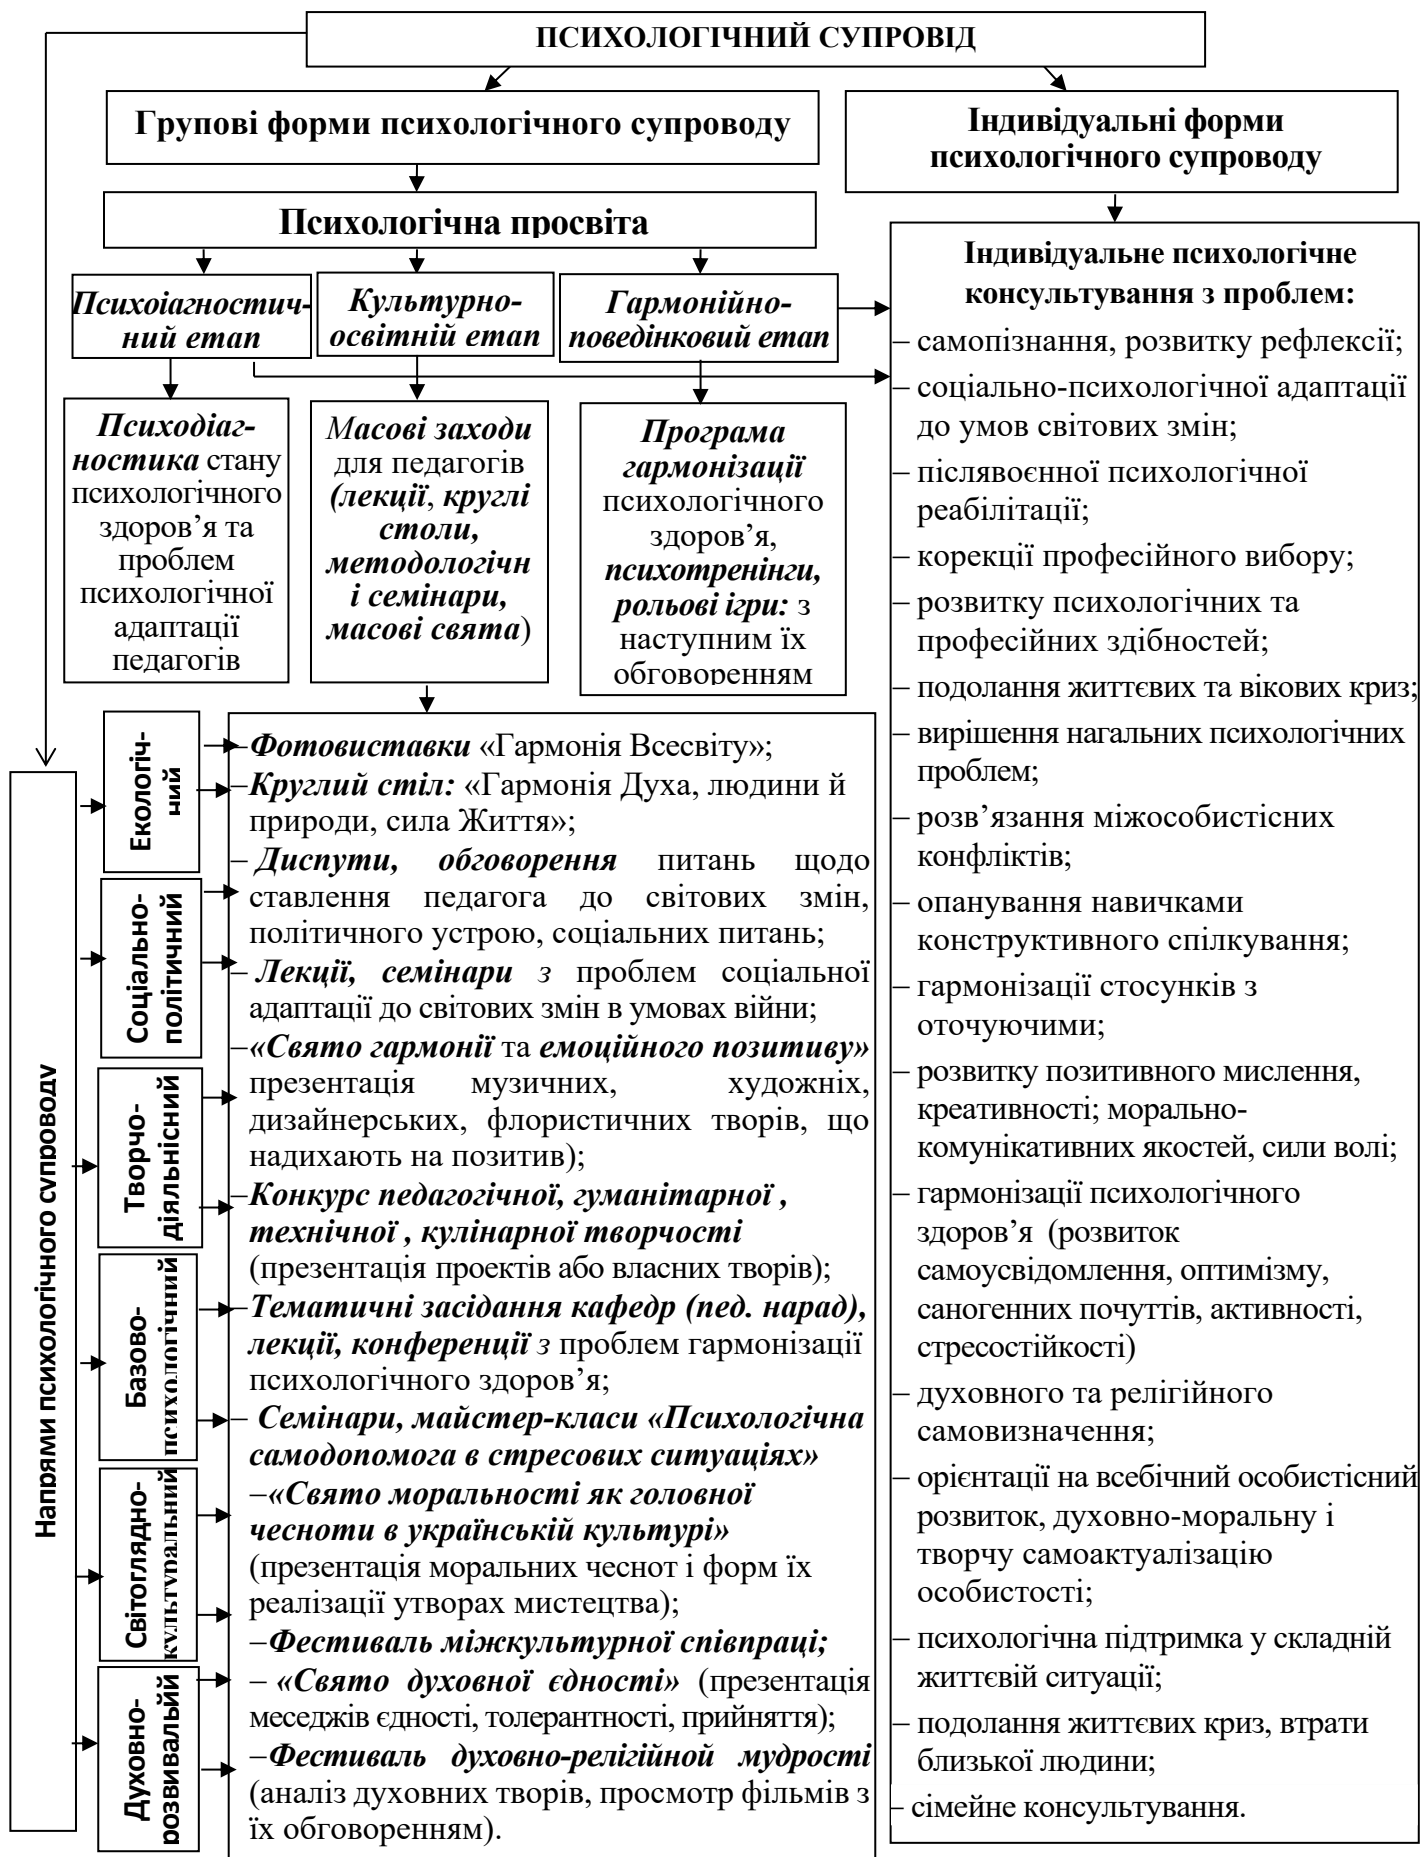 ПСИХОЛОГІЧНИЙ СУПРОВІД
Групові форми психологічного супроводу
Індивідуальні форми
психологічного супроводу
Психологічна просвіта
Психоіагностич-
ний етап
Культурно-
освітній етап
Гармонійно-
поведінковий етап
Психодіаг-
ностика стану
психологічного
здоров’я та
проблем
психологічної
адаптації
педагогів
Масові заходи
для педагогів
(лекції, круглі
столи,
методологічн
і семінари,
масові свята)
Програма
гармонізації
психологічного
здоров’я,
психотренінги,
рольові ігри: з
наступним їх
обговоренням
Індивідуальне психологічне
консультування з проблем:
– самопізнання, розвитку рефлексії;
– соціально-психологічної адаптації
до умов світових змін;
– післявоєнної психологічної
реабілітації;
– корекції професійного вибору;
– розвитку психологічних та
професійних здібностей;
– подолання життєвих та вікових криз;
– вирішення нагальних психологічних
проблем;
– розв’язання міжособистісних
конфліктів;
– опанування навичками
конструктивного спілкування;
– гармонізації стосунків з
оточуючими;
– розвитку позитивного мислення,
креативності; морально-
комунікативних якостей, сили волі;
– гармонізації психологічного
здоров’я (розвиток
самоусвідомлення, оптимізму,
саногенних почуттів, активності,
стресостійкості)
– духовного та релігійного
самовизначення;
– орієнтації на всебічний особистісний
розвиток, духовно-моральну і
творчу самоактуалізацію
особистості;
– психологічна підтримка у складній
життєвій ситуації;
– подолання життєвих криз, втрати
близької людини;
– сімейне консультування.
Напрями психологічного супроводу
Екологіч-
ний
Соціально-
політичний
Творчо-
діяльнісний
Базово-
психологічний
Світоглядно-
культуральний
Духовно-
розвивальй
– Фотовиставки «Гармонія Всесвіту»;
– Круглий стіл: «Гармонія Духа, людини й
природи, сила Життя»;
– Диспути, обговорення питань щодо
ставлення педагога до світових змін,
політичного устрою, соціальних питань;
– Лекції, семінари з проблем соціальної
адаптації до світових змін в умовах війни;
– «Свято гармонії та емоційного позитиву»
презентація музичних, художніх,
дизайнерських, флористичних творів, що
надихають на позитив);
– Конкурс педагогічної, гуманітарної ,
технічної , кулінарної творчості
(презентація проектів або власних творів);
– Тематичні засідання кафедр (пед. нарад),
лекції, конференції з проблем гармонізації
психологічного здоров’я;
– Семінари, майстер-класи «Психологічна
самодопомога в стресових ситуаціях»
– «Свято моральності як головної
чесноти в українській культурі»
(презентація моральних чеснот і форм їх
реалізації утворах мистецтва);
– Фестиваль міжкультурної співпраці;
– «Свято духовної єдності» (презентація
меседжів єдності, толерантності, прийняття);
– Фестиваль духовно-релігійной мудрості
(аналіз духовних творів, просмотр фільмів з
їх обговоренням).